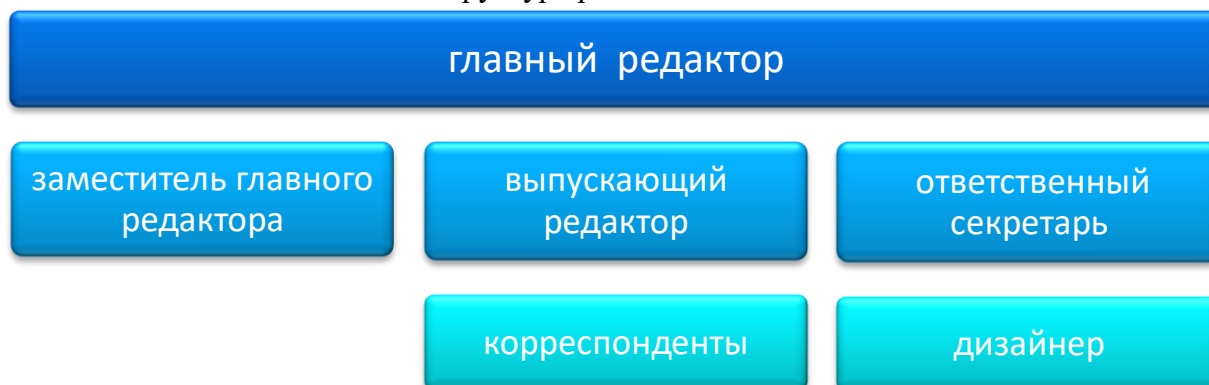 главный редактор
заместитель главного
редактора
выпускающий
редактор
ответственный
секретарь
корреспонденты
дизайнер